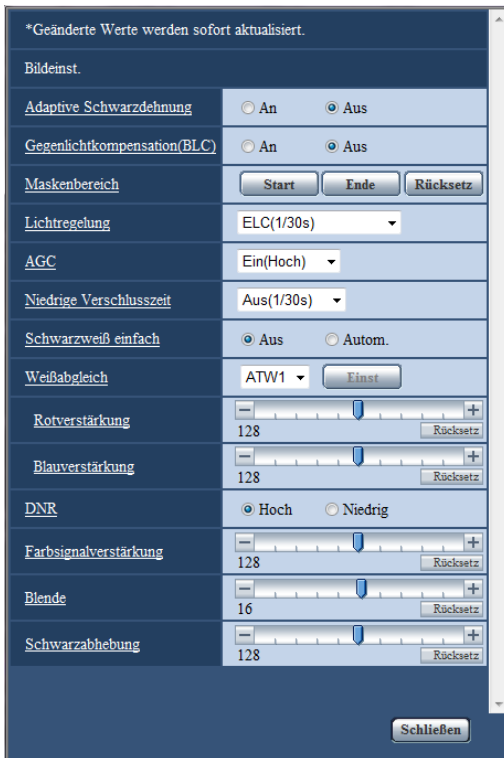 *Geänderte Werte werden sofort aktualisiert.
Bildeinst.
Adaptive Schwarzdehnung An Aus
Gegenlichtkompensation(BLC) An Aus
Maskenbereich Start Ende Rücksetz
Lichtregelung ELC(1/30s)
AGC Ein(Hoch)
Niedrige Verschlusszeit Aus(1/30s)
Schwarzweiß einfach Aus Autom.
Weißabgleich ATW1 Einst
Rotverstärkung 128 Rücksetz
Blauverstärkung 128 Rücksetz
DNR Hoch Niedrig
Farbsignalverstärkung 128 Rücksetz
Blende 16 Rücksetz
Schwarzabhebung 128 Rücksetz
Schließen